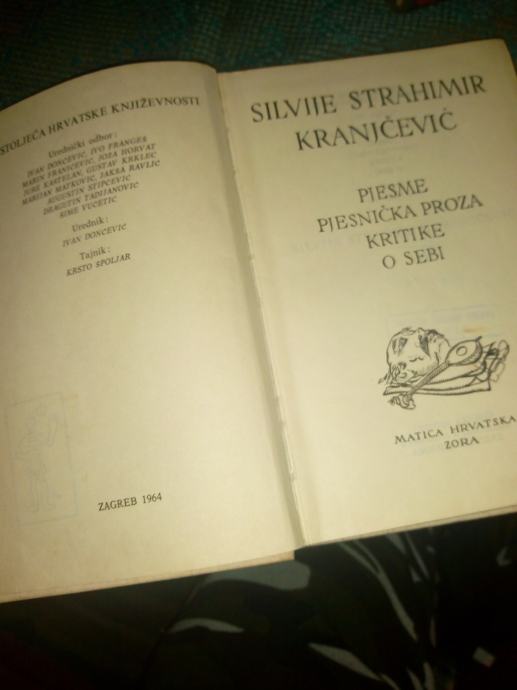 STOLJEĆA HRVATSKE KNJIŽEVNOSTI
Urednički odbor:
IVAN DONČEVIĆ, IVO FRANGEŠ
MARIN FRANIČEVIĆ, JOŽA HORVAT
JURE KAŠTELAN, GUSTAV KRKLEC
MARIJAN MATKOVIĆ, JAKŠA RAVLIĆ
AUGUSTIN STIPČEVIĆ
DRAGUTIN TADIJANOVIĆ
ŠIME VUČETIĆ
Urednik:
IVAN DONČEVIĆ
Tajnik:
KRSTO ŠPOLJAR
ZAGREB 1964
SILVIJE STRAHIMIR
KRANJČEVIĆ
PJESME
PJESNIČKA PROZA
KRITIKE
O SEBI
MATICA HRVATSKA
ZORA